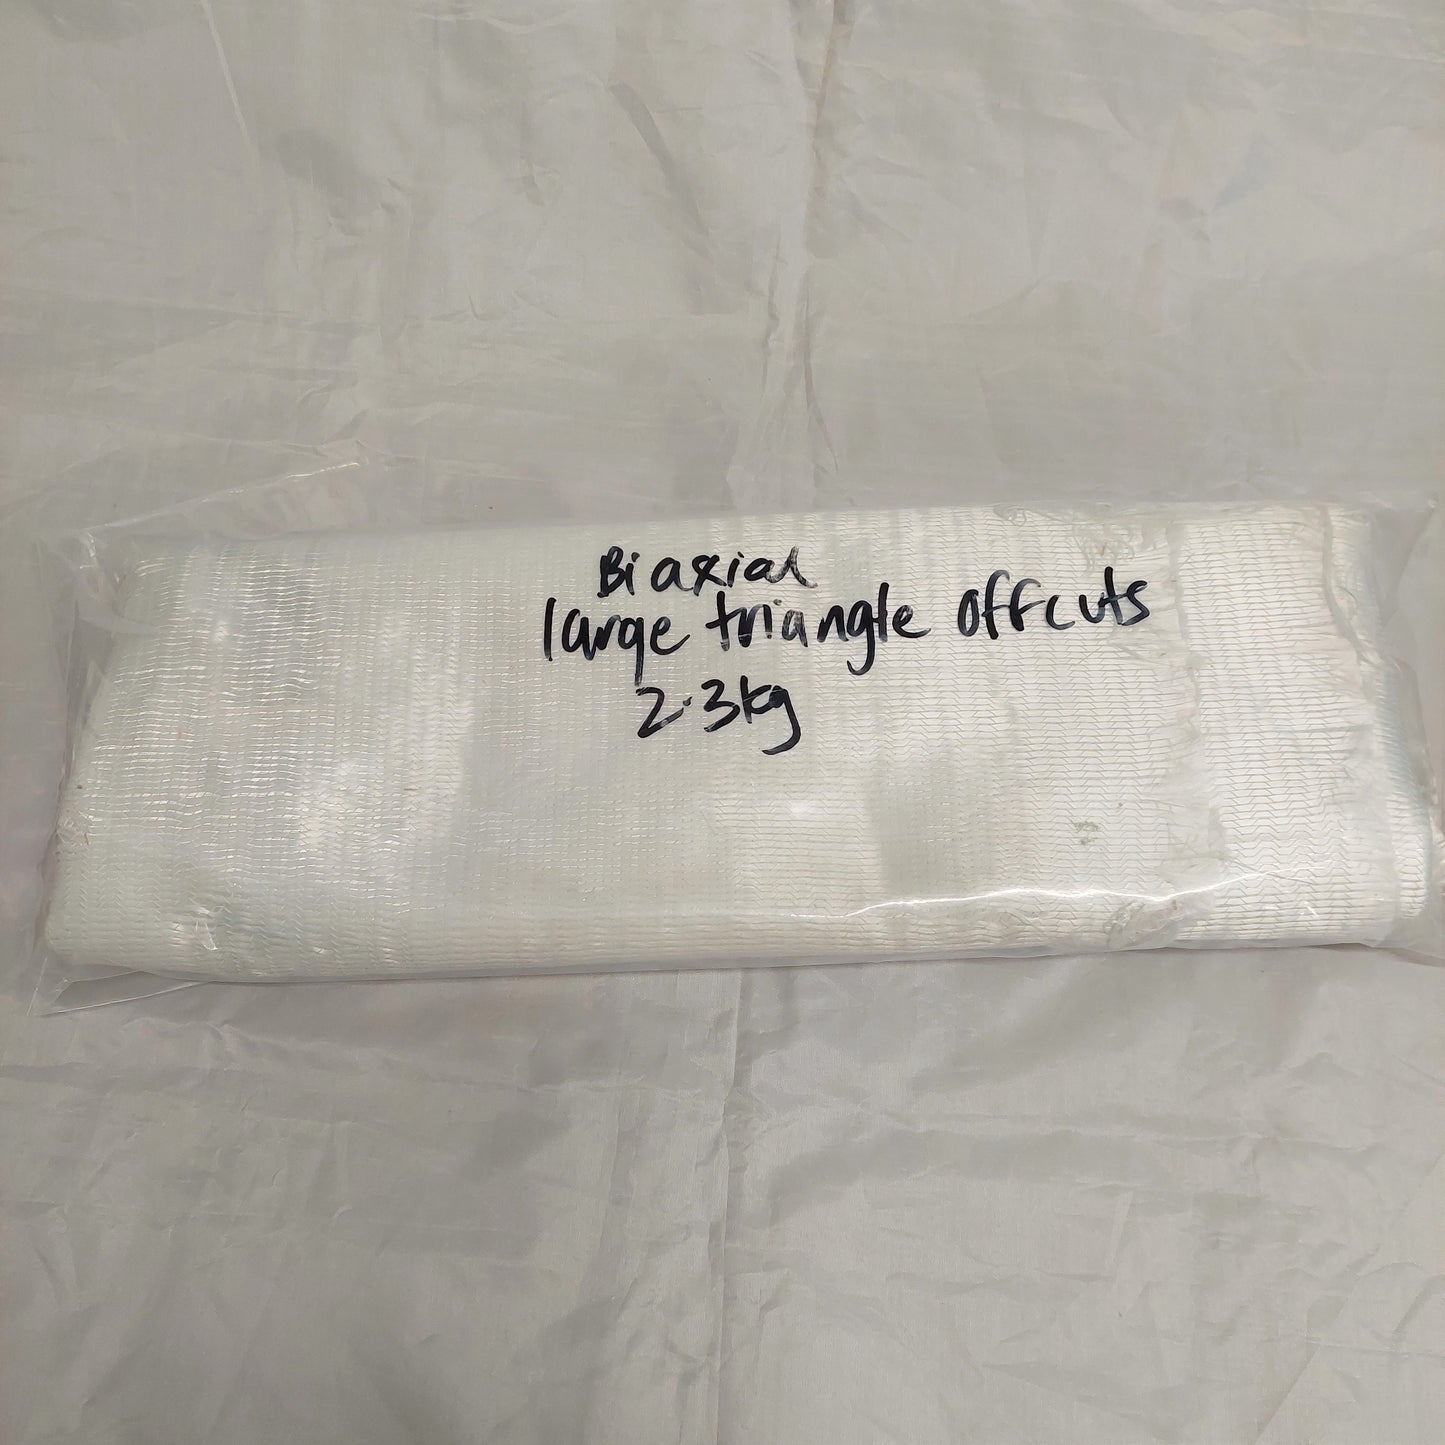 Biaxial
large triangle offcuts
2.3kg